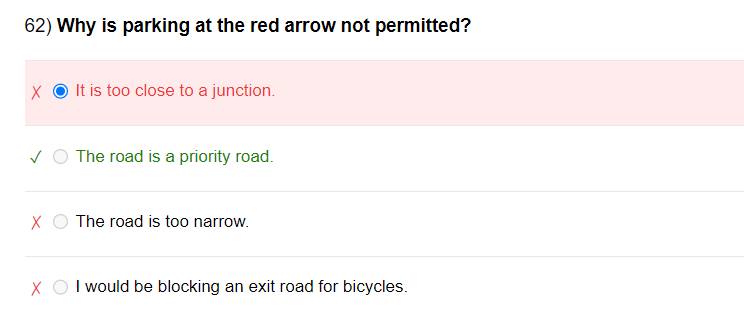 62) Why is parking at the red arrow not permitted?
✗ It is too close to a junction.
✓ The road is a priority road.
✗ The road is too narrow.
✗ I would be blocking an exit road for bicycles.